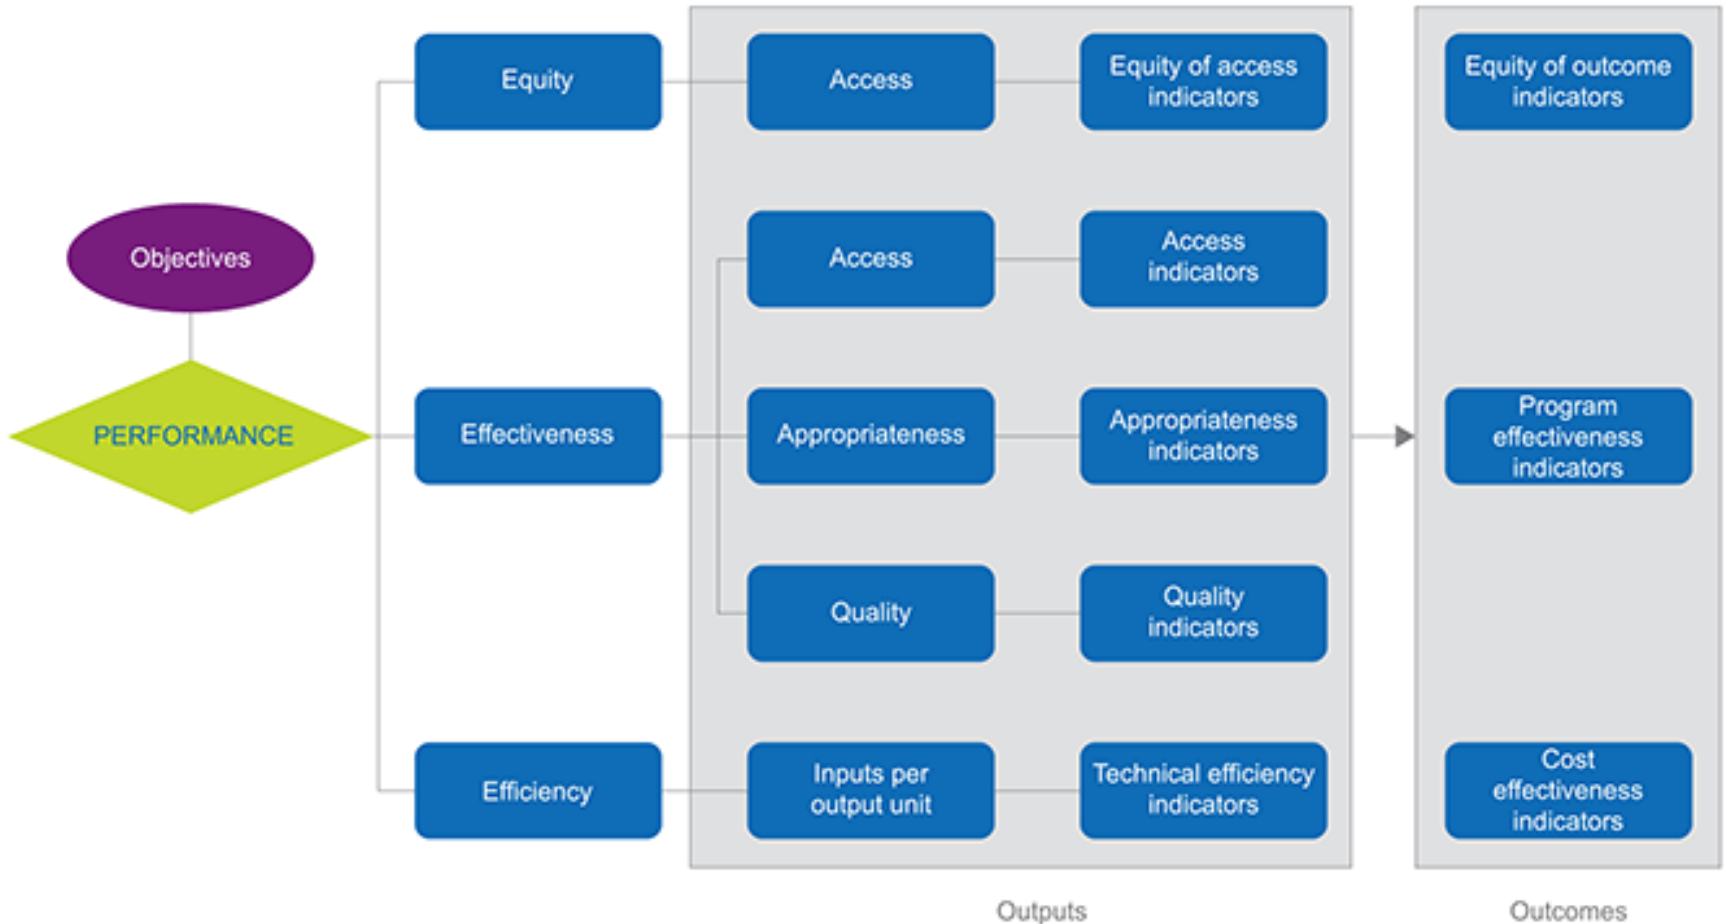 Equity
Access
Equity of access
indicators
Equity of outcome
indicators
Objectives
Access
Access
indicators
PERFORMANCE
Effectiveness
Appropriateness
Appropriateness
indicators
Program
effectiveness
indicators
Quality
Quality
indicators
Efficiency
Inputs per
output unit
Technical efficiency
indicators
Cost
effectiveness
indicators
Outputs
Outcomes